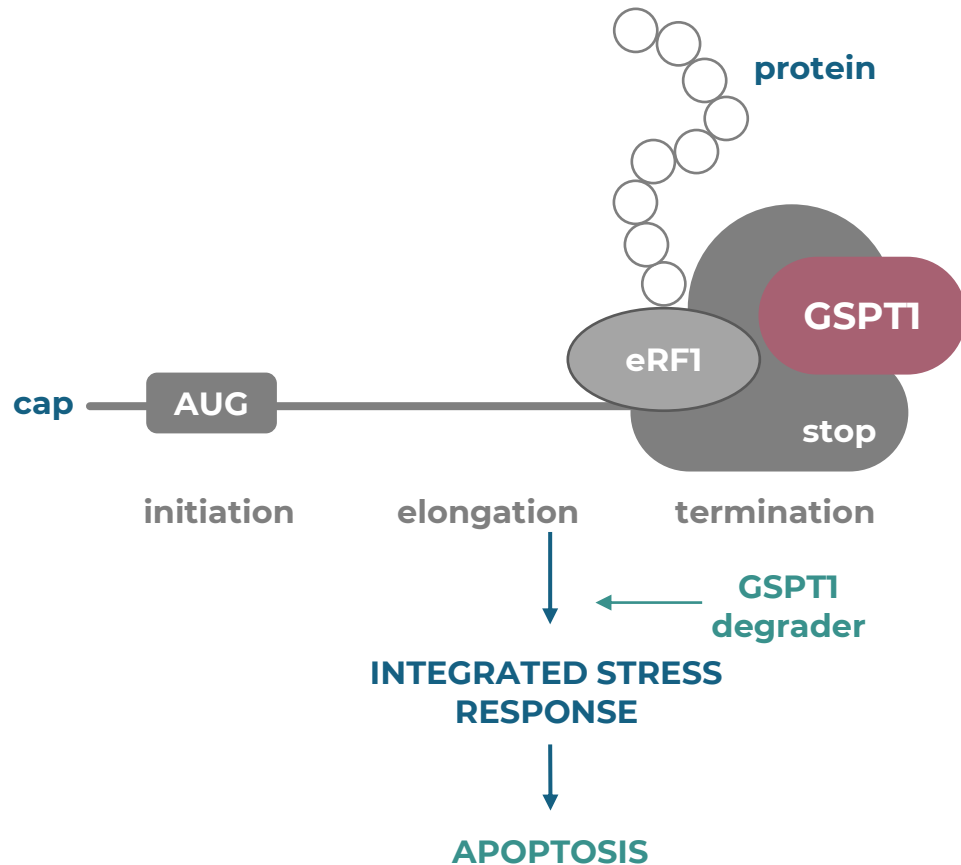 protein
GSPT1
eRF1
cap
AUG
stop
initiation
elongation
termination
GSPT1
degrader
INTEGRATED STRESS
RESPONSE
APOPTOSIS